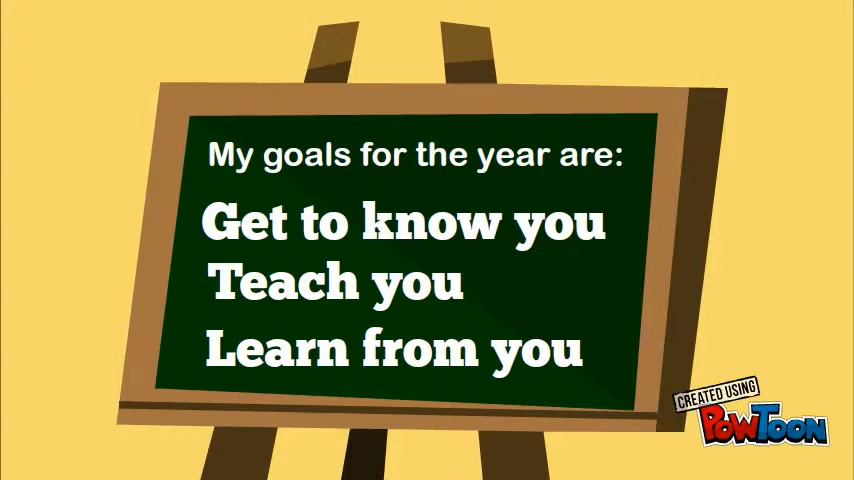 My goals for the year are:
Get to know you
Teach you
Learn from you
CREATED USING
POWTOON